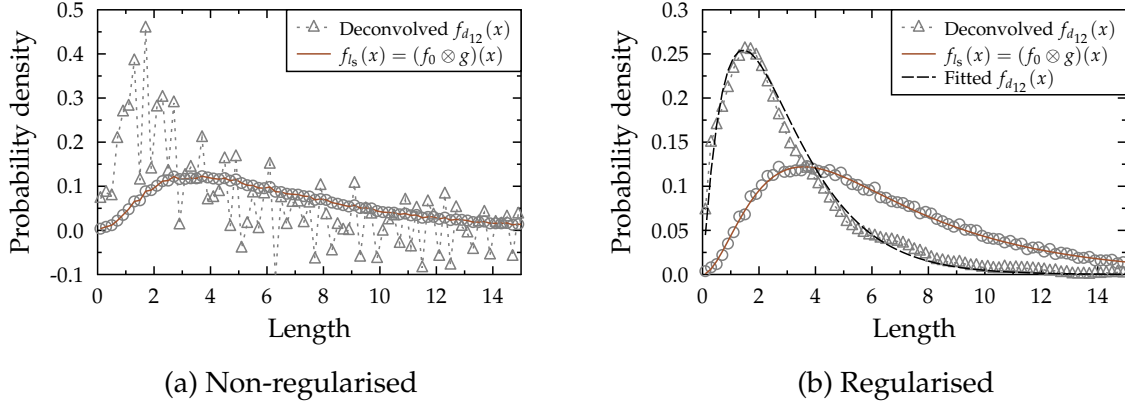 0.5
0.4
0.3
0.2
0.1
0.0
-0.1
Probability density
Deconvolved f_{d_{12}}(x)
f_{l_s}(x) = (f_0 ⊗ g)(x)
0 2 4 6 8 10 12 14
Length
(a) Non-regularised
0.3
0.25
0.2
0.15
0.1
0.05
0.0
Probability density
Deconvolved f_{d_{12}}(x)
f_{l_s}(x) = (f_0 ⊗ g)(x)
Fitted f_{d_{12}}(x)
0 2 4 6 8 10 12 14
Length
(b) Regularised